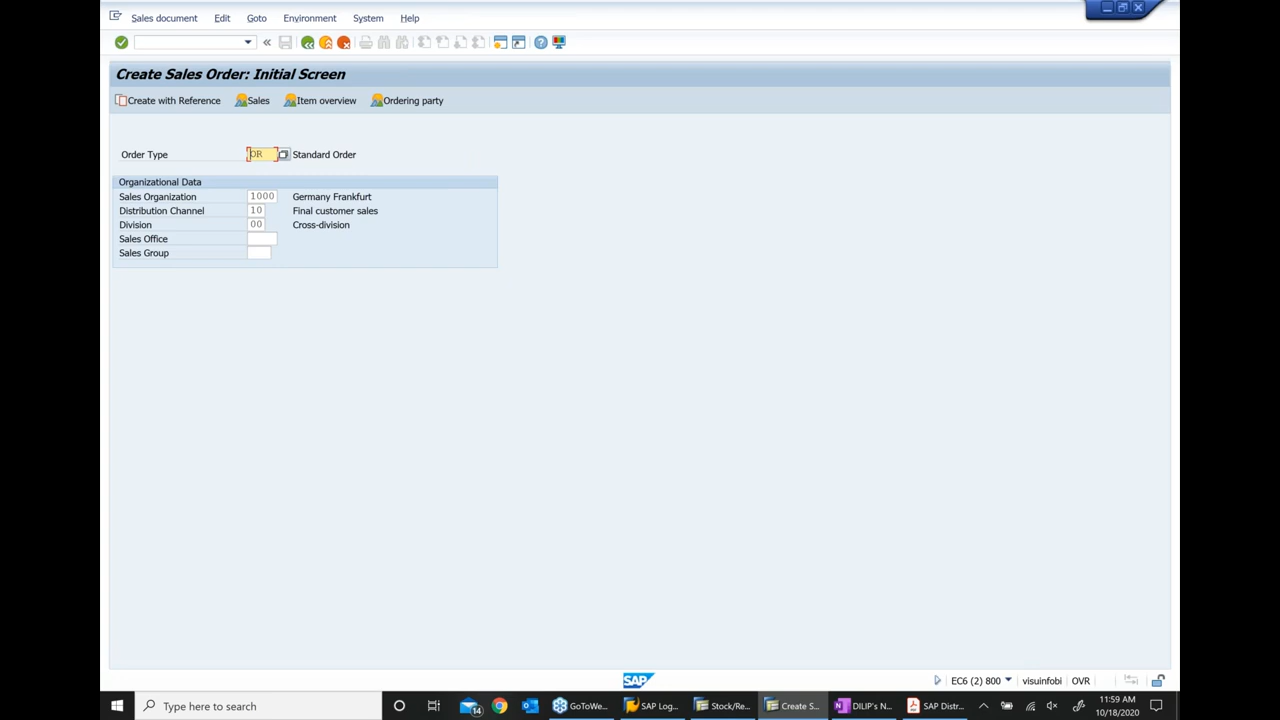 Sales document Edit Goto Environment System Help
Create Sales Order: Initial Screen
Create with Reference Sales Item overview Ordering party
Order Type OR Standard Order
Organizational Data
Sales Organization 1000 Germany Frankfurt
Distribution Channel 10 Final customer sales
Division 00 Cross-division
Sales Office
Sales Group
SAP EC6 (2) 800 visuinfobi OVR
Type here to search 14 GoToWe... SAP Log... Stock/Re... Create S... DILIP's N... SAP Distr... 11:59 AM
10/18/2020